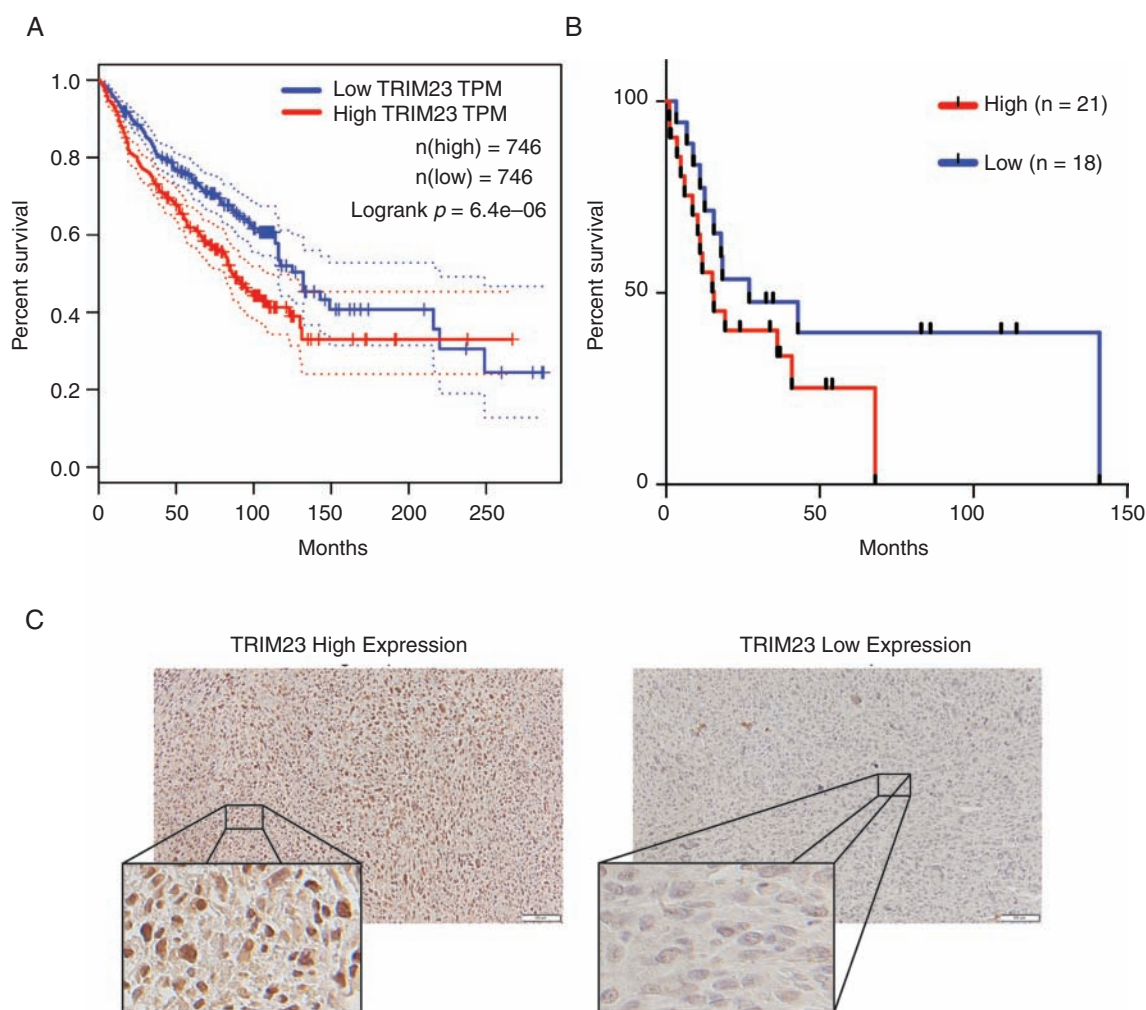 A
Percent survival
1.0
0.8
0.6
0.4
0.2
0.0
Low TRIM23 TPM
High TRIM23 TPM
n(high) = 746
n(low) = 746
Logrank p = 6.4e–06
0 50 100 150 200 250
Months
B
Percent survival
100
50
0
High (n = 21)
Low (n = 18)
0 50 100 150
Months
C
TRIM23 High Expression
TRIM23 Low Expression